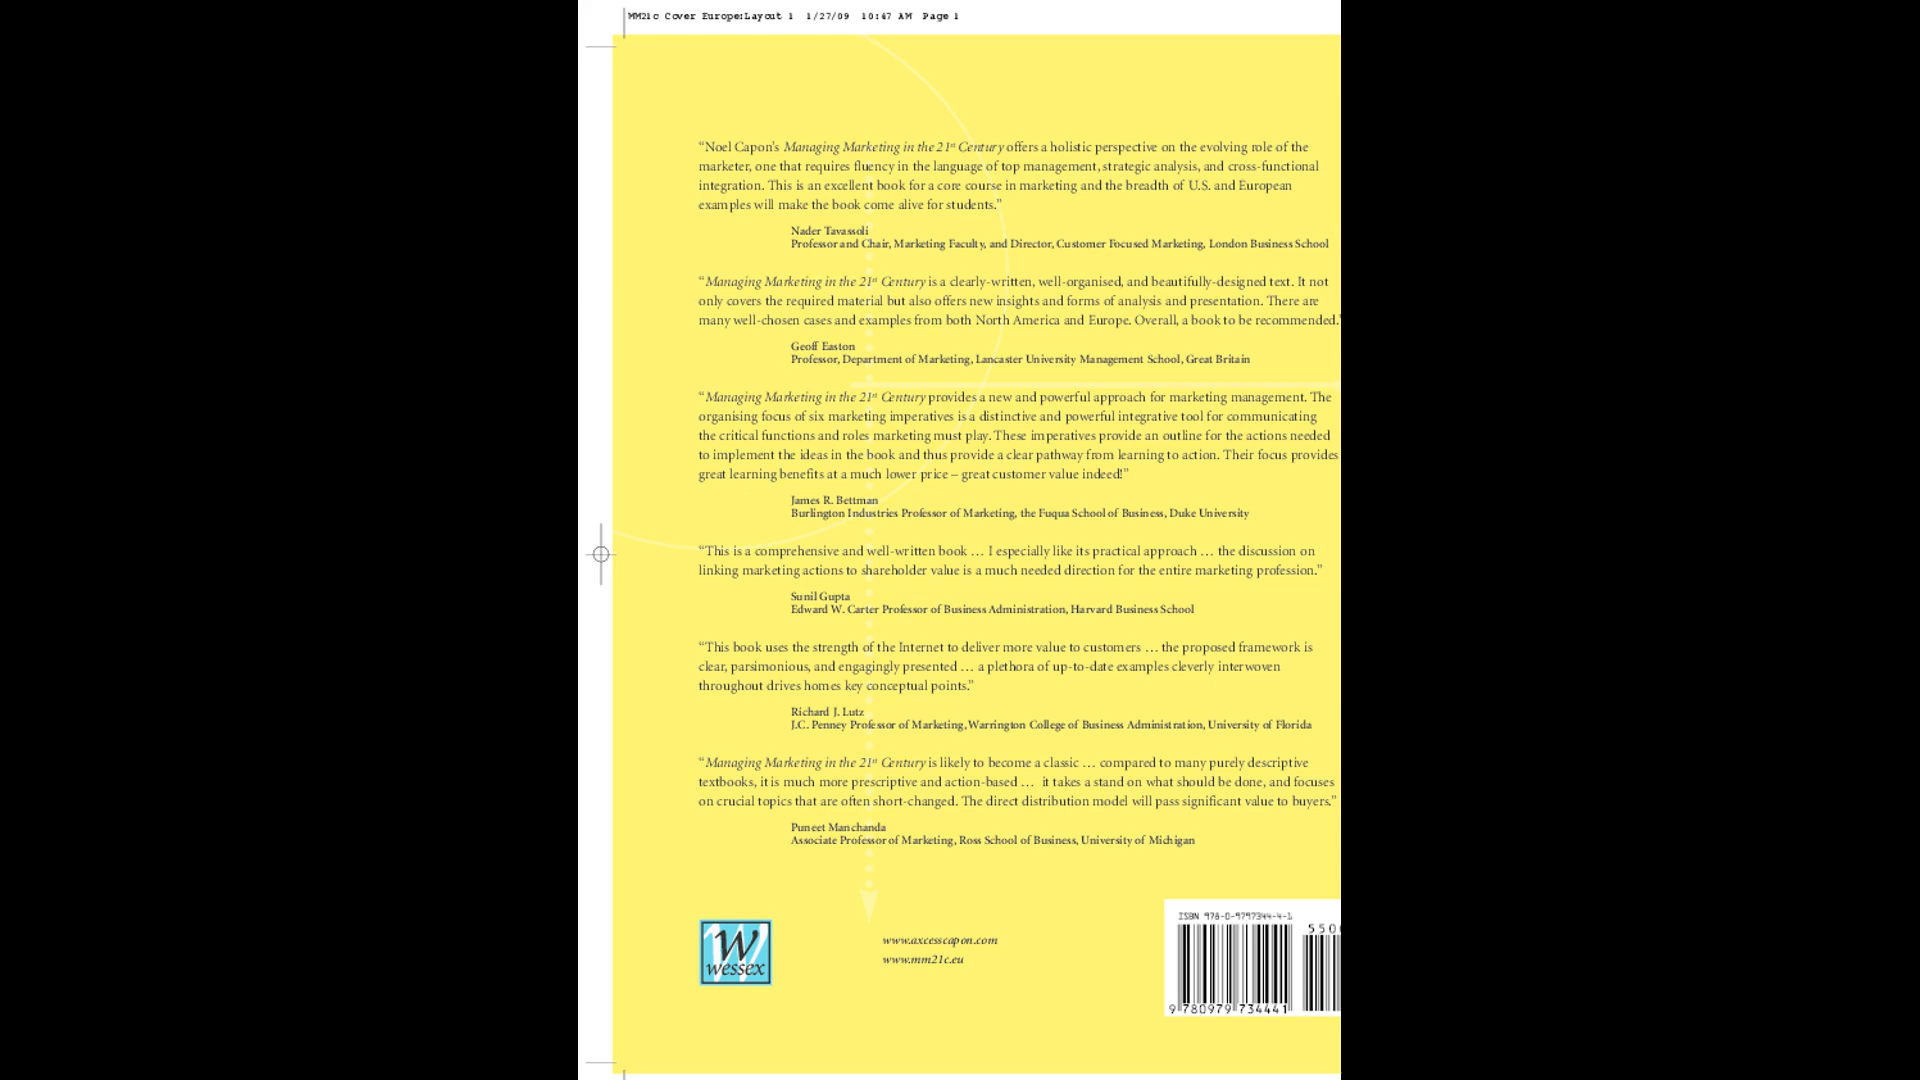 MM21c Cover Europe:Layout 1 1/27/09 10:47 AM Page 1
“Noel Capon’s Managing Marketing in the 21st Century offers a holistic perspective on the evolving role of the
marketer, one that requires fluency in the language of top management, strategic analysis, and cross-functional
integration. This is an excellent book for a core course in marketing and the breadth of U.S. and European
examples will make the book come alive for students.”
Nader Tavassoli
Professor and Chair, Marketing Faculty, and Director, Customer Focused Marketing, London Business School
“Managing Marketing in the 21st Century is a clearly-written, well-organised, and beautifully-designed text. It not
only covers the required material but also offers new insights and forms of analysis and presentation. There are
many well-chosen cases and examples from both North America and Europe. Overall, a book to be recommended.”
Geoff Easton
Professor, Department of Marketing, Lancaster University Management School, Great Britain
“Managing Marketing in the 21st Century provides a new and powerful approach for marketing management. The
organising focus of six marketing imperatives is a distinctive and powerful integrative tool for communicating
the critical functions and roles marketing must play. These imperatives provide an outline for the actions needed
to implement the ideas in the book and thus provide a clear pathway from learning to action. Their focus provides
great learning benefits at a much lower price – great customer value indeed!”
James R. Bettman
Burlington Industries Professor of Marketing, the Fuqua School of Business, Duke University
“This is a comprehensive and well-written book … I especially like its practical approach … the discussion on
linking marketing actions to shareholder value is a much needed direction for the entire marketing profession.”
Sunil Gupta
Edward W. Carter Professor of Business Administration, Harvard Business School
“This book uses the strength of the Internet to deliver more value to customers … the proposed framework is
clear, parsimonious, and engagingly presented … a plethora of up-to-date examples cleverly interwoven
throughout drives homes key conceptual points.”
Richard J. Lutz
J.C. Penney Professor of Marketing, Warrington College of Business Administration, University of Florida
“Managing Marketing in the 21st Century is likely to become a classic … compared to many purely descriptive
textbooks, it is much more prescriptive and action-based … it takes a stand on what should be done, and focuses
on crucial topics that are often short-changed. The direct distribution model will pass significant value to buyers.”
Puneet Manchanda
Associate Professor of Marketing, Ross School of Business, University of Michigan
W
wessex
www.axcesscapon.com
www.mm21c.eu
ISBN 978-0-9797344-4-1
550
9 780979 734441